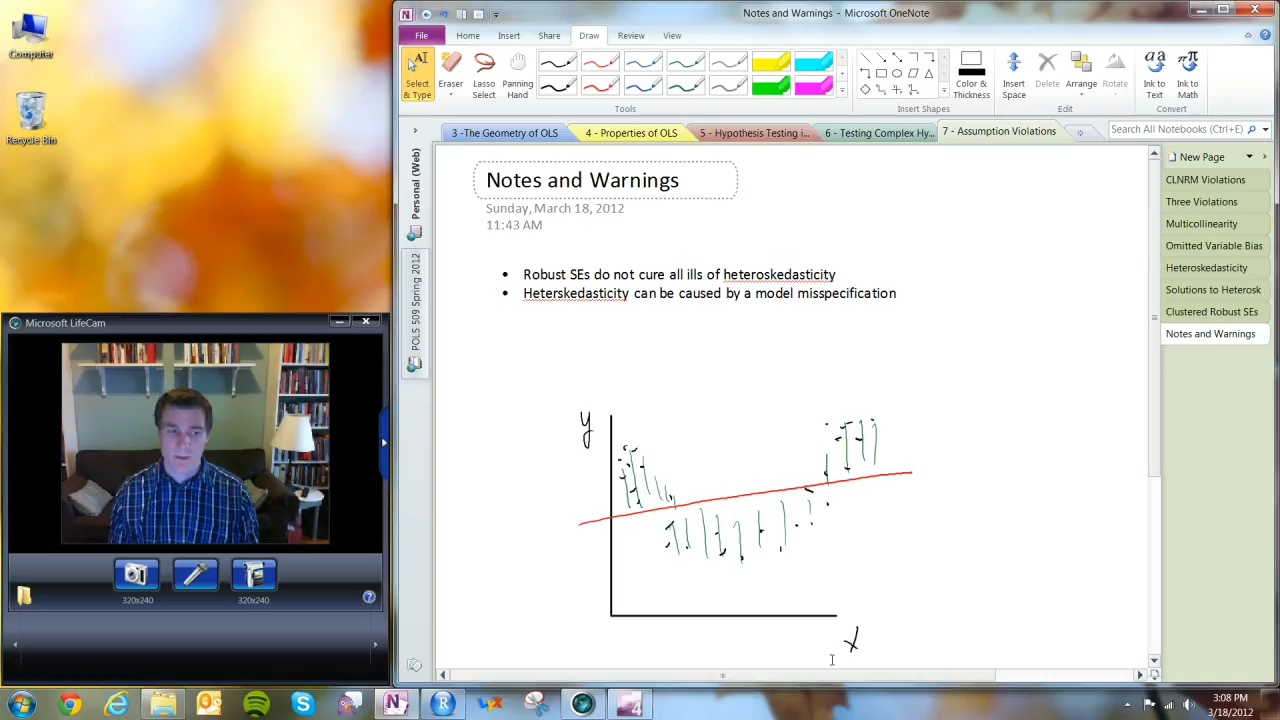 Computer
Recycle Bin
Notes and Warnings - Microsoft OneNote
File Home Insert Share Draw Review View
Select & Type
Eraser
Lasso Select
Panning Hand
Color & Thickness
Insert Space
Delete
Arrange
Rotate
Ink to Text
Ink to Math
Tools
Insert Shapes
Edit
Convert
3 -The Geometry of OLS
4 - Properties of OLS
5 - Hypothesis Testing i...
6 - Testing Complex Hy...
7 - Assumption Violations
Search All Notebooks (Ctrl+E)
Personal (Web)
POLS 509 Spring 2012
Notes and Warnings
Sunday, March 18, 2012
11:43 AM
• Robust SEs do not cure all ills of heteroskedasticity
• Heterskedasticity can be caused by a model misspecification
y
x
New Page
CLNRM Violations
Three Violations
Multicollinearity
Omitted Variable Bias
Heteroskedasticity
Solutions to Heterosk
Clustered Robust SEs
Notes and Warnings
Microsoft LifeCam
320x240
320x240
3:08 PM
3/18/2012